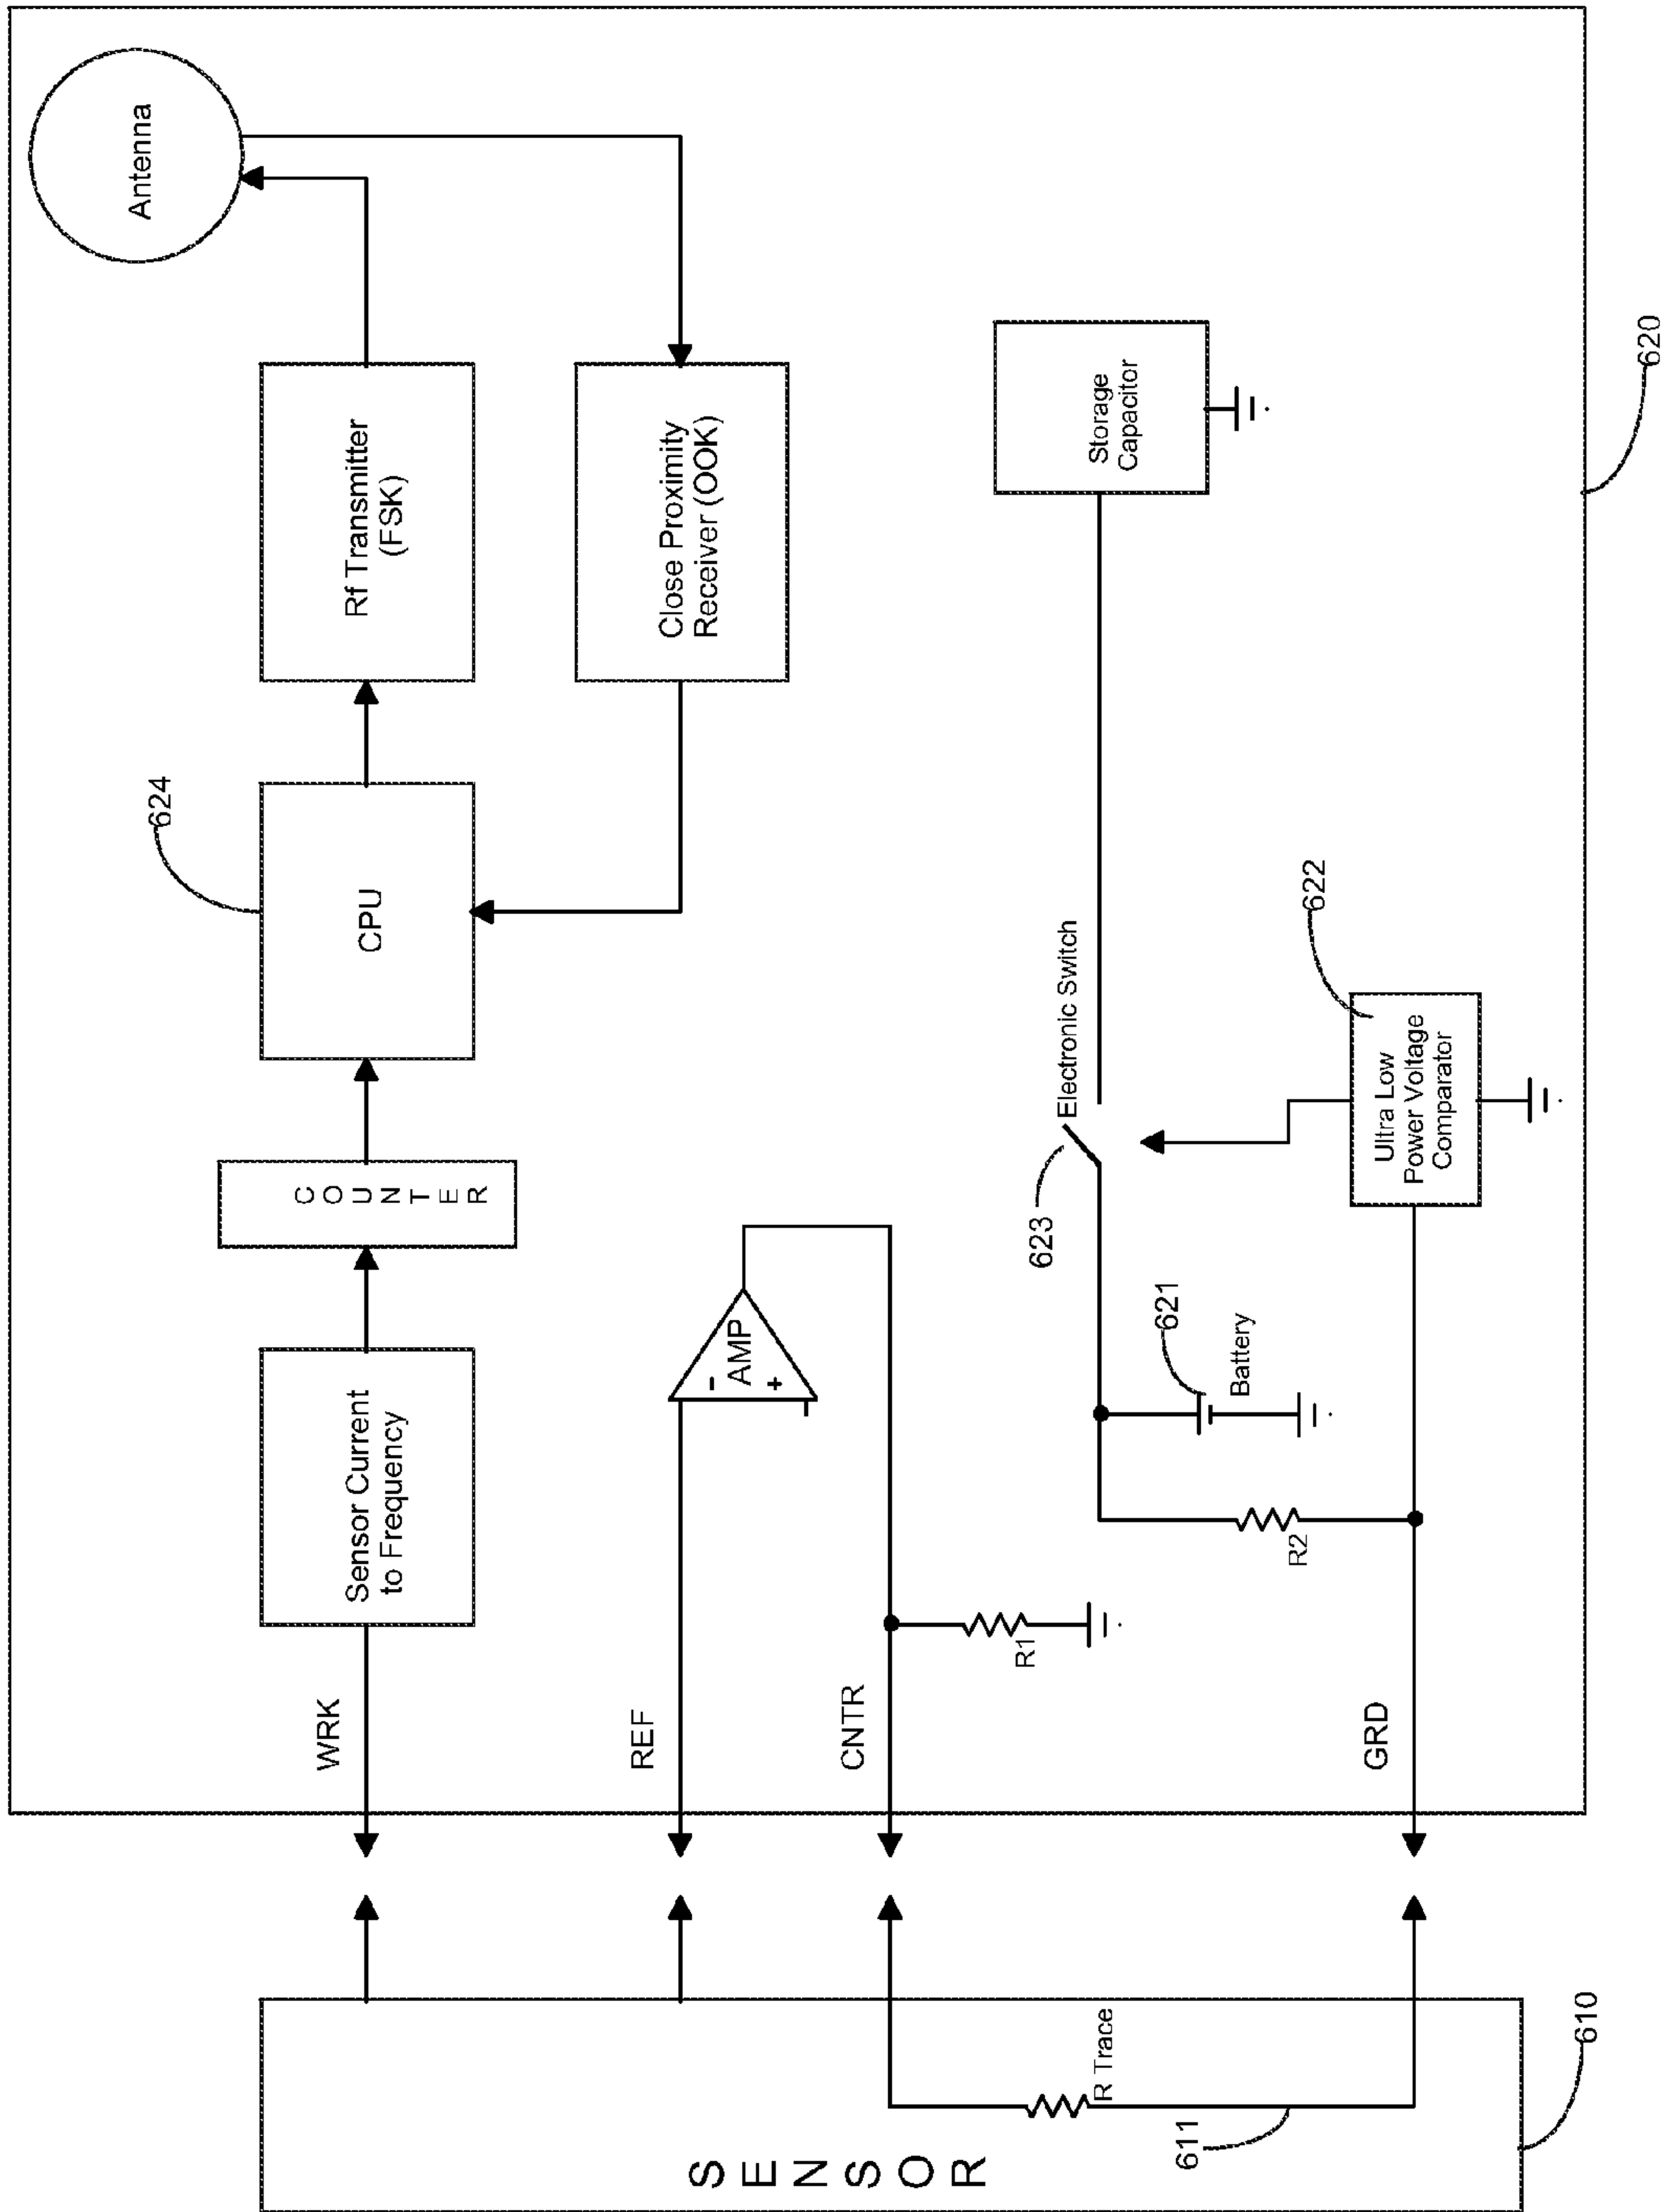 SENSOR
610
611
R Trace
WRK
REF
CNTR
GRD
Sensor Current
to Frequency
COUNTER
CPU
624
Rf Transmitter
(FSK)
Antenna
Close Proximity
Receiver (OOK)
-
AMP
+
R1
R2
621
Battery
623
Electronic Switch
Storage
Capacitor
Ultra Low
Power Voltage
Comparator
622
620